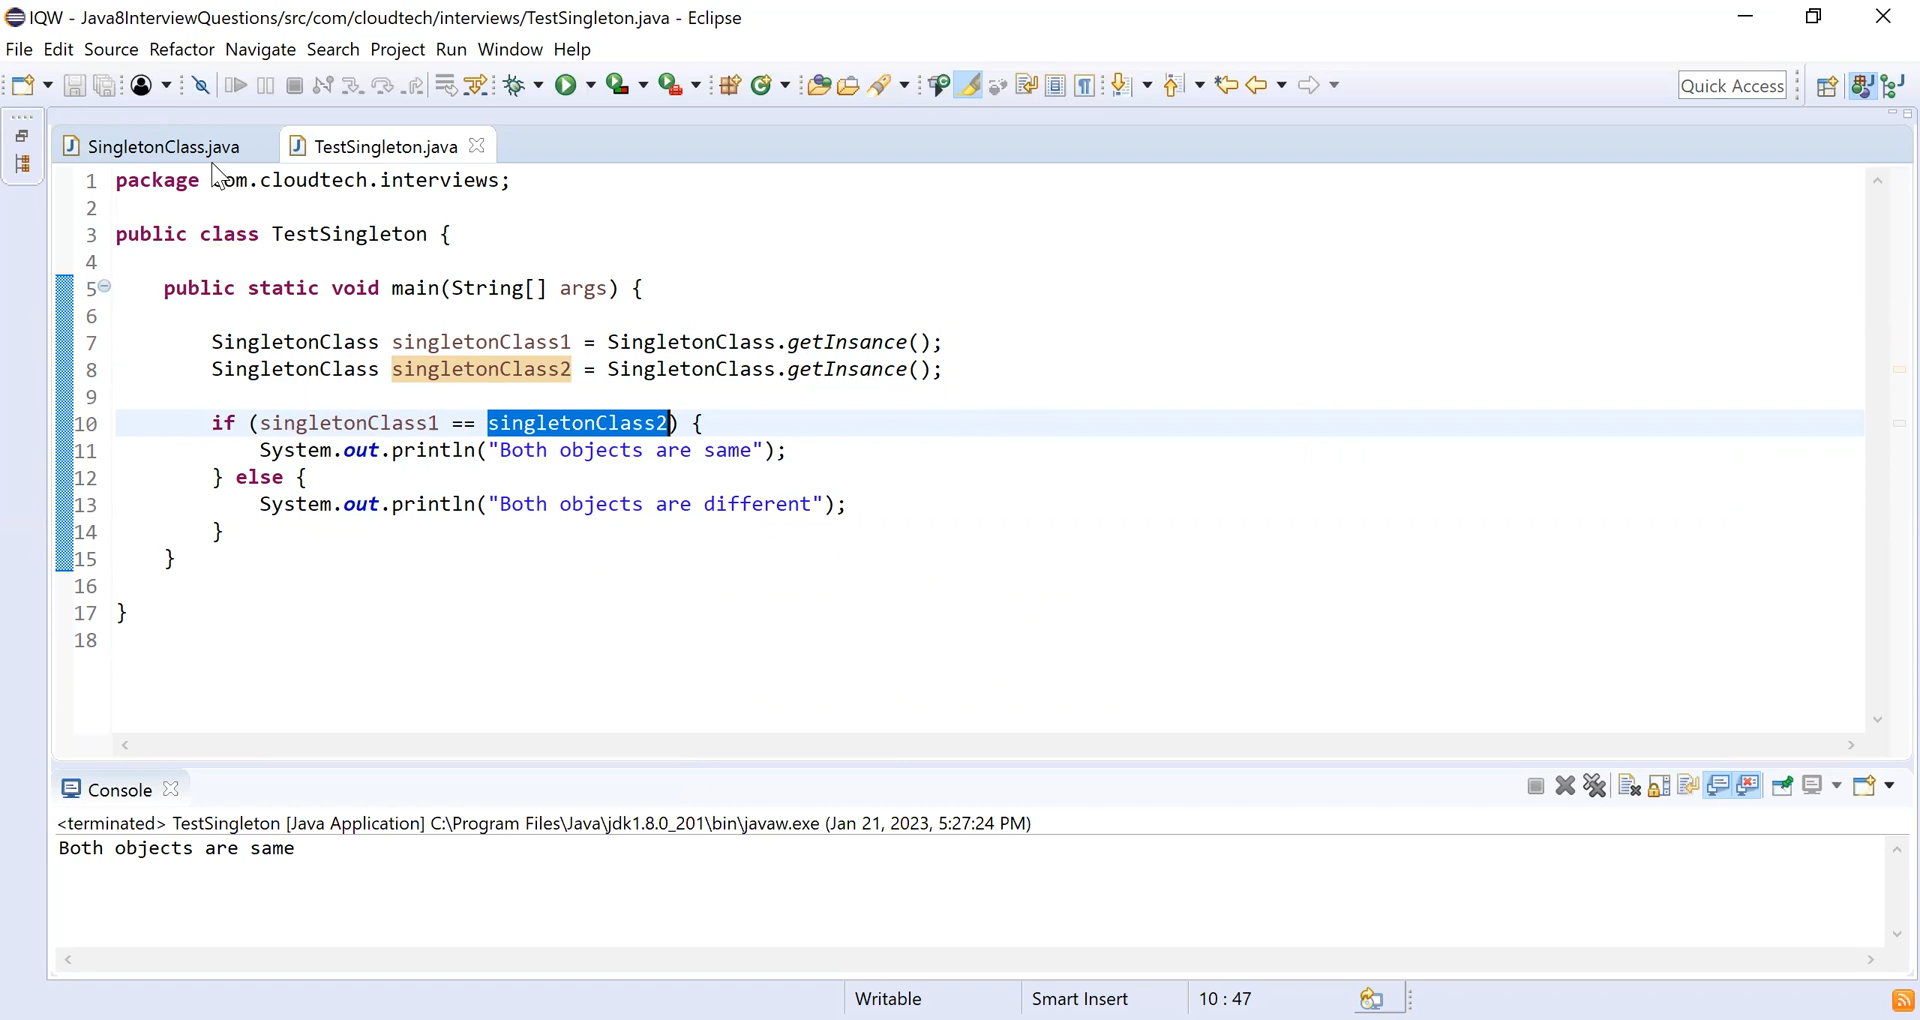 IQW - Java8InterviewQuestions/src/com/cloudtech/interviews/TestSingleton.java - Eclipse
File Edit Source Refactor Navigate Search Project Run Window Help
Quick Access
SingletonClass.java TestSingleton.java
1 package com.cloudtech.interviews;
2
3 public class TestSingleton {
4
5 public static void main(String[] args) {
6
7 SingletonClass singletonClass1 = SingletonClass.getInsance();
8 SingletonClass singletonClass2 = SingletonClass.getInsance();
9
10 if (singletonClass1 == singletonClass2) {
11 System.out.println("Both objects are same");
12 } else {
13 System.out.println("Both objects are different");
14 }
15 }
16
17 }
18
Console
<terminated> TestSingleton [Java Application] C:\Program Files\Java\jdk1.8.0_201\bin\javaw.exe (Jan 21, 2023, 5:27:24 PM)
Both objects are same
Writable Smart Insert 10 : 47